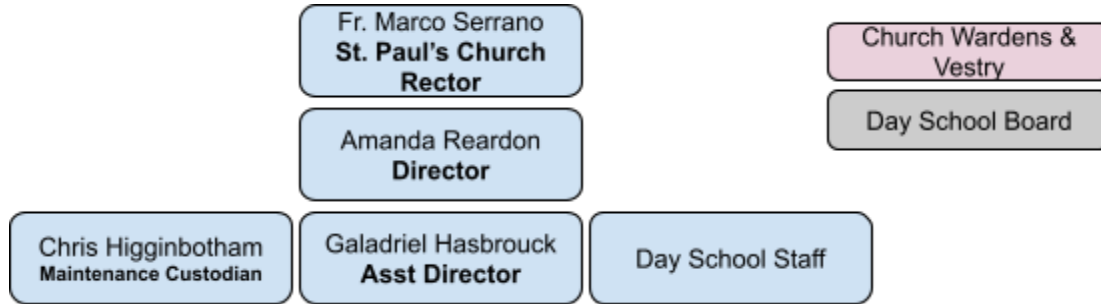 Fr. Marco Serrano
St. Paul's Church
Rector
Church Wardens &
Vestry
Day School Board
Amanda Reardon
Director
Chris Higginbotham
Maintenance Custodian
Galadriel Hasbrouck
Asst Director
Day School Staff